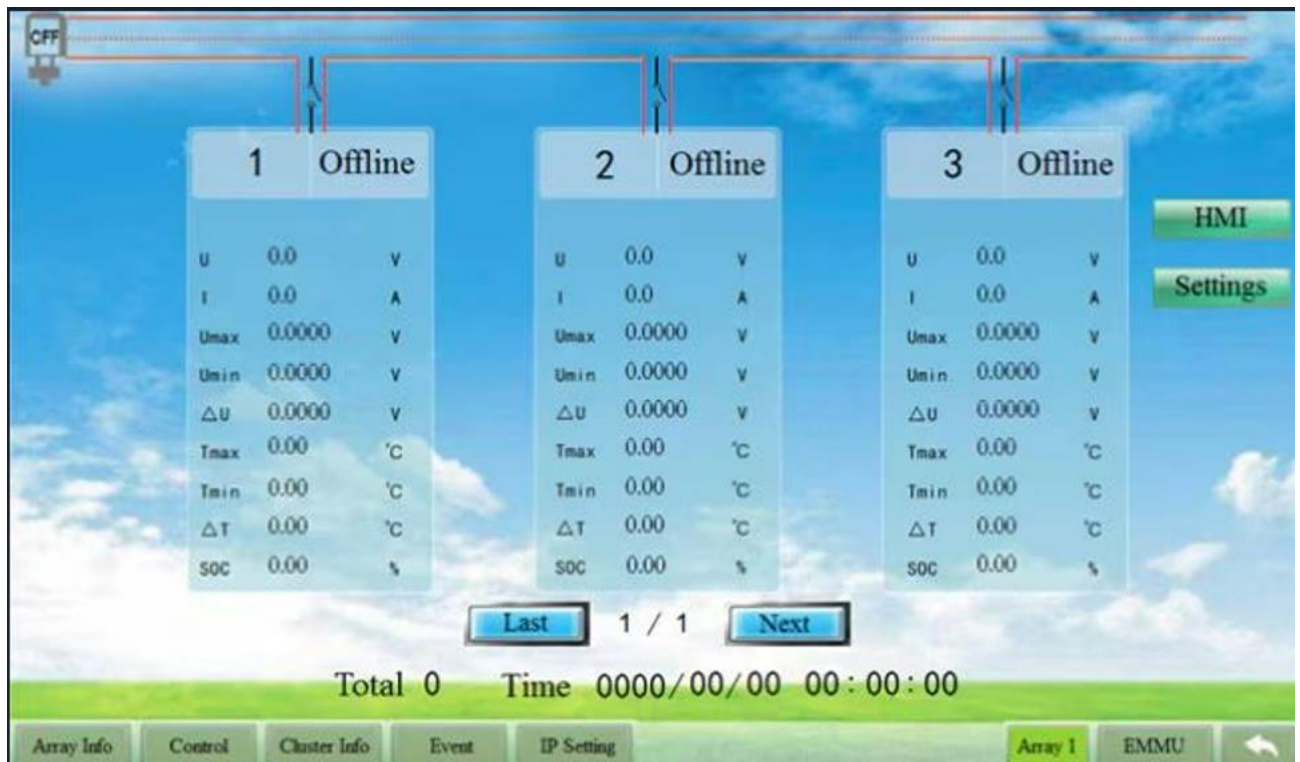 OFF
1 Offline 2 Offline 3 Offline
HMI
U 0.0 V U 0.0 V U 0.0 V
I 0.0 A I 0.0 A I 0.0 A
Settings
Umax 0.0000 V Umax 0.0000 V Umax 0.0000 V
Umin 0.0000 V Umin 0.0000 V Umin 0.0000 V
△U 0.0000 V △U 0.0000 V △U 0.0000 V
Tmax 0.00 ℃ Tmax 0.00 ℃ Tmax 0.00 ℃
Tmin 0.00 ℃ Tmin 0.00 ℃ Tmin 0.00 ℃
△T 0.00 ℃ △T 0.00 ℃ △T 0.00 ℃
SOC 0.00 % SOC 0.00 % SOC 0.00 %
Last 1 / 1 Next
Total 0 Time 0000/00/00 00:00:00
Array Info Control Cluster Info Event IP Setting Array 1 EMMU